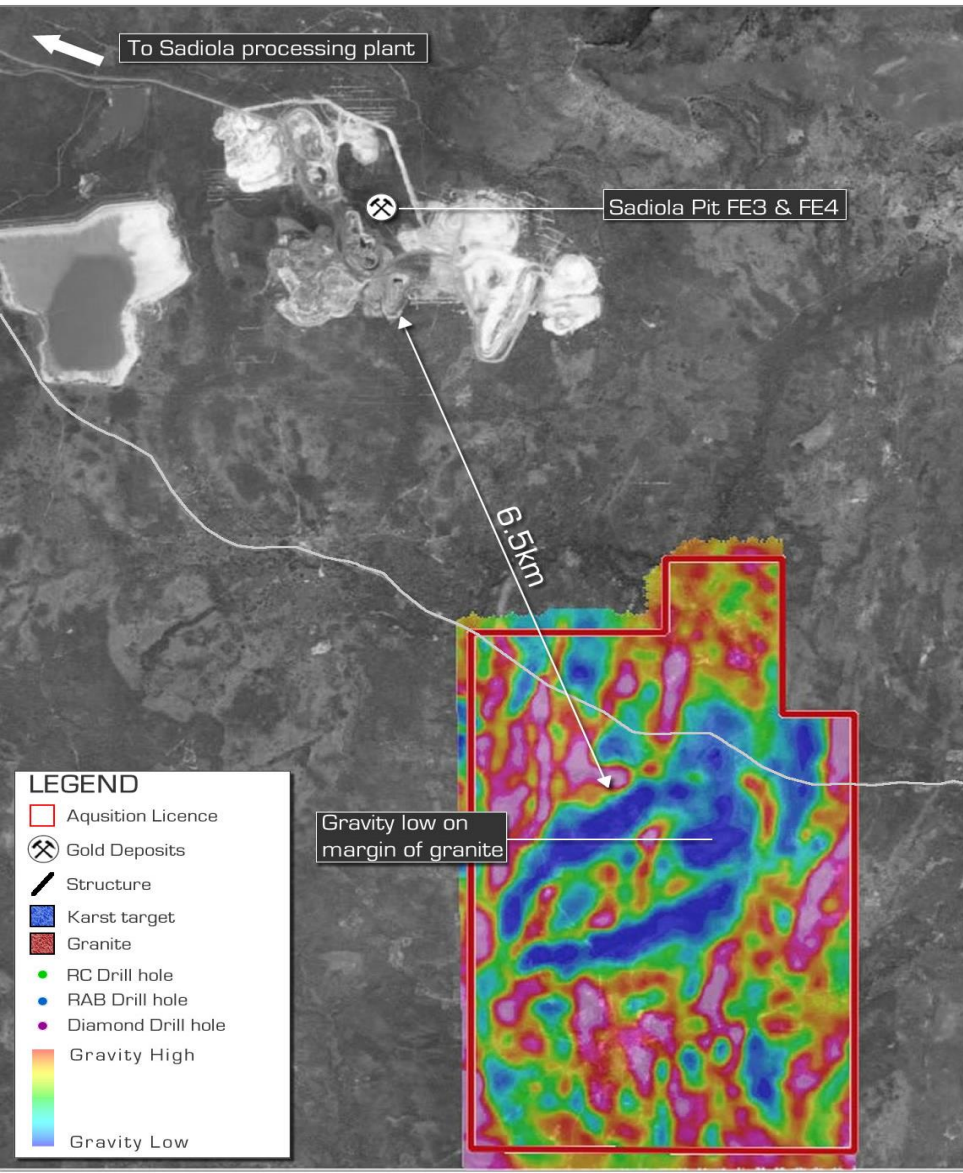 To Sadiola processing plant
Sadiola Pit FE3 & FE4
6.5km
Gravity low on
margin of granite
LEGEND
Aqusition Licence
Gold Deposits
Structure
Karst target
Granite
RC Drill hole
RAB Drill hole
Diamond Drill hole
Gravity High
Gravity Low